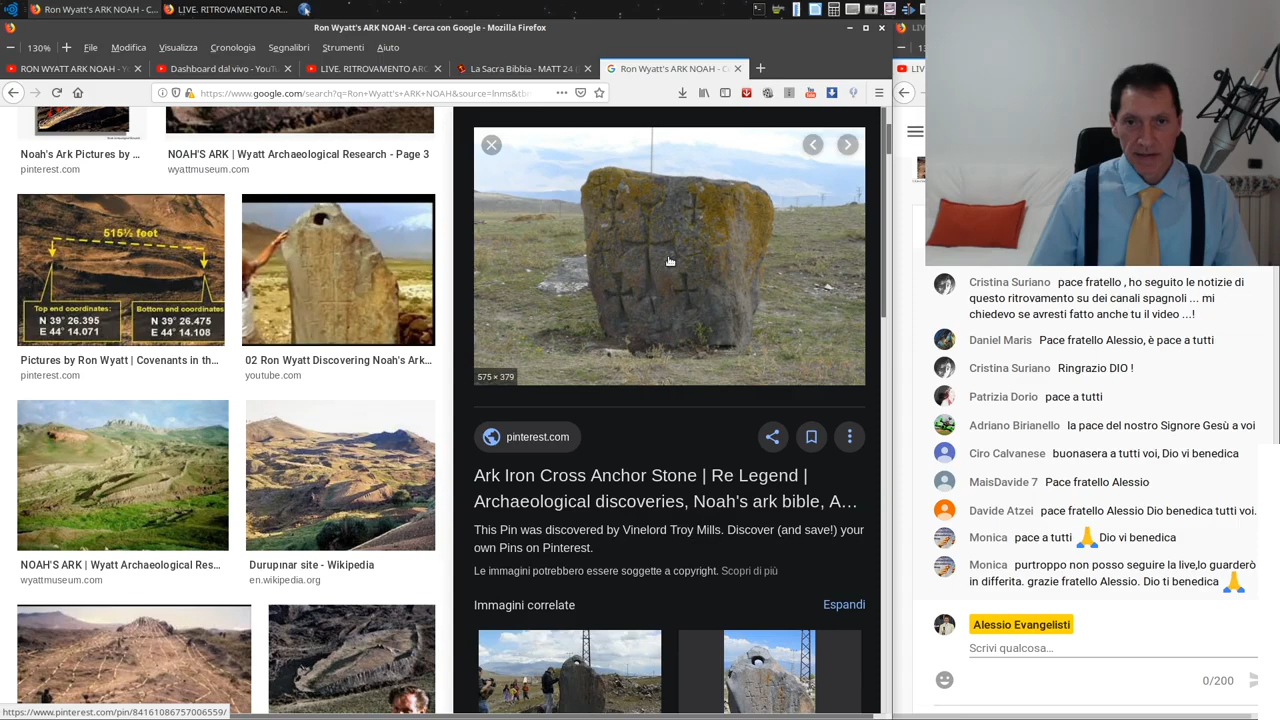 Ron Wyatt's ARK NOAH - C...
LIVE. RITROVAMENTO AR...
Ron Wyatt's ARK NOAH - Cerca con Google - Mozilla Firefox
130%
File
Modifica
Visualizza
Cronologia
Segnalibri
Strumenti
Aiuto
RON WYATT ARK NOAH - Y
Dashboard dal vivo - YouT
LIVE. RITROVAMENTO ARC
La Sacra Bibbia - MATT 24 (
Ron Wyatt's ARK NOAH - C
https://www.google.com/search?q=Ron+Wyatt's+ARK+NOAH&source=lnms&tb
Noah's Ark Pictures by ...
pinterest.com
NOAH'S ARK | Wyatt Archaeological Research - Page 3
wyattmuseum.com
515½ foot
Top end coordinates:
N 39° 26.395
E 44° 14.071
Bottom end coordinates
N 39° 26.475
E 44° 14.108
Pictures by Ron Wyatt | Covenants in th...
pinterest.com
02 Ron Wyatt Discovering Noah's Ark...
youtube.com
NOAH'S ARK | Wyatt Archaeological Res...
wyattmuseum.com
Durupınar site - Wikipedia
en.wikipedia.org
https://www.pinterest.com/pin/84161086757006559/
575 × 379
pinterest.com
Ark Iron Cross Anchor Stone | Re Legend |
Archaeological discoveries, Noah's ark bible, A...
This Pin was discovered by Vinelord Troy Mills. Discover (and save!) your
own Pins on Pinterest.
Le immagini potrebbero essere soggette a copyright. Scopri di più
Immagini correlate
Espandi
Cristina Suriano pace fratello , ho seguito le notizie di
questo ritrovamento su dei canali spagnoli ... mi
chiedevo se avresti fatto anche tu il video ...!
Daniel Maris Pace fratello Alessio, è pace a tutti
Cristina Suriano Ringrazio DIO !
Patrizia Dorio pace a tutti
Adriano Birianello la pace del nostro Signore Gesù a voi
Ciro Calvanese buonasera a tutti voi, Dio vi benedica
MaisDavide 7 Pace fratello Alessio
Davide Atzei pace fratello Alessio Dio benedica tutti voi.
Monica pace a tutti 🙏 Dio vi benedica
Monica purtroppo non posso seguire la live,lo guarderò
in differita. grazie fratello Alessio. Dio ti benedica 🙏
Alessio Evangelisti
Scrivi qualcosa...
0/200